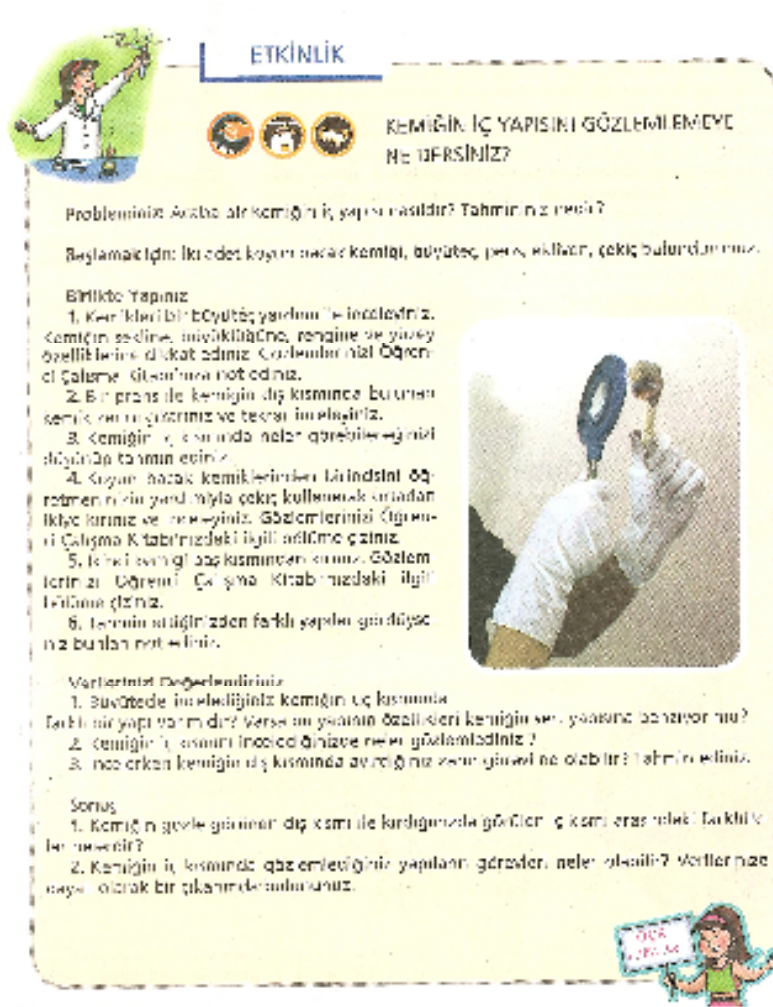 ETKİNLİK
KEMİĞİN İÇ YAPISINI GÖZLEMLEMEYE
NE DERSİNİZ?
Probleminiz: Acaba bir kemiğin iç yapısı nasıldır? Tahmininiz nedir?
Başlamak için: İki adet koyun bacak kemiği, büyüteç, pens, eldiven, çekiç bulundurunuz.
Birlikte Yapınız
1. Kemikleri bir büyüteç yardımı ile inceleyiniz.
Kemiğin şekline, büyüklüğüne, rengine ve yüzey
özelliklerine dikkat ediniz. Gözlemlerinizi Öğren-
ci Çalışma Kitabı'nıza not ediniz.
2. Bir pens ile kemiğin dış kısmında bulunan
kemik zarını çıkarınız ve tekrar inceleyiniz.
3. Kemiğin iç kısmında neler görebileceğinizi
düşünüp tahmin ediniz.
4. Koyun bacak kemiklerinden birincisini öğ-
retmeninizin yardımıyla çekiç kullanarak ortadan
ikiye kırınız ve inceleyiniz. Gözlemlerinizi Öğren-
ci Çalışma Kitabı'nızdaki ilgili bölüme çiziniz.
5. İkinci kemiği baş kısmından kırınız. Gözlem-
lerinizi Öğrenci Çalışma Kitabı'nızdaki ilgili
bölüme çiziniz.
6. Tahmin ettiğinizden farklı yapılar gördüyse-
niz bunları not ediniz.
Verilerinizi Değerlendiriniz
1. Büyüteçle incelediğiniz kemiğin uç kısmında
farklı bir yapı var mıdır? Varsa bu yapının özellikleri kemiğin sert yapısına benziyor mu?
2. Kemiğin iç kısmını incelediğinizde neler gözlemlediniz?
3. İncelerken kemiğin dış kısmında ayırdığınız zarın görevi ne olabilir? Tahmin ediniz.
Sonuç
1. Kemiğin gözle görünen dış kısmı ile kırdığınızda görülen iç kısmı arasındaki farklılık-
lar nelerdir?
2. Kemiğin iç kısmında gözlemlediğiniz yapıların görevleri neler olabilir? Verilerinize
dayalı olarak bir çıkarımda bulununuz.